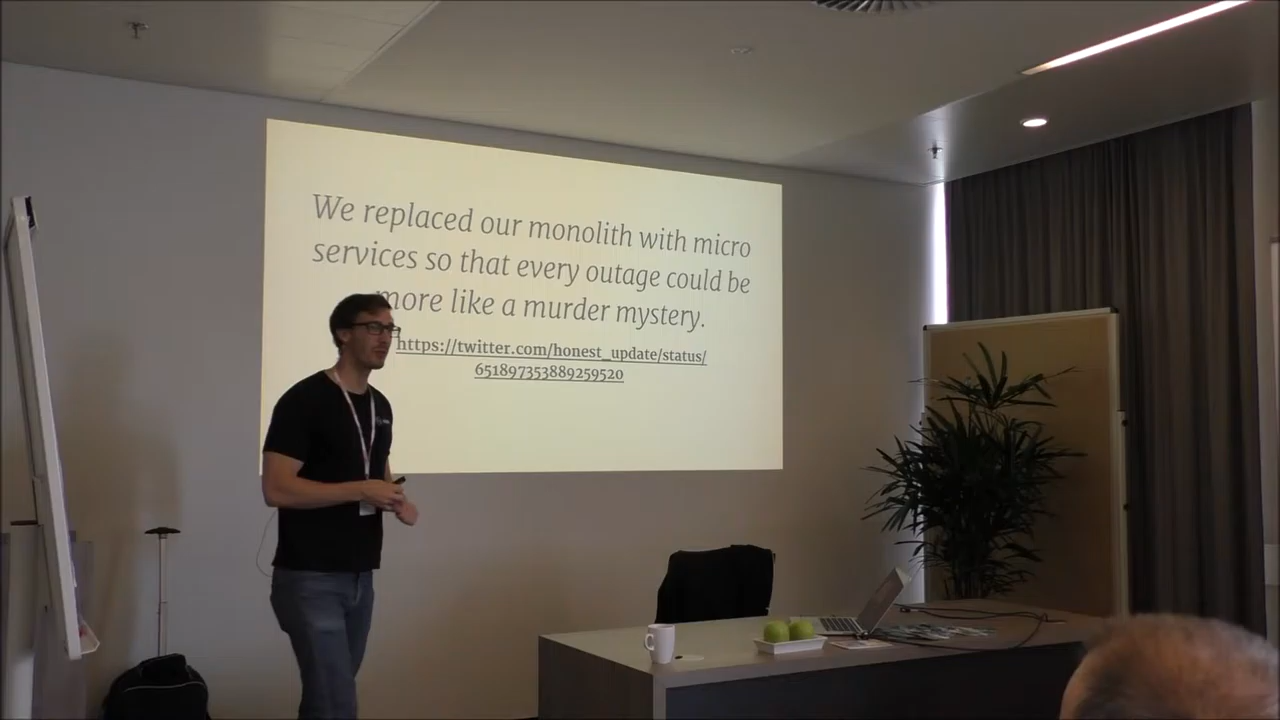 We replaced our monolith with micro
services so that every outage could be
more like a murder mystery.
https://twitter.com/honest_update/status/
651897353889259520